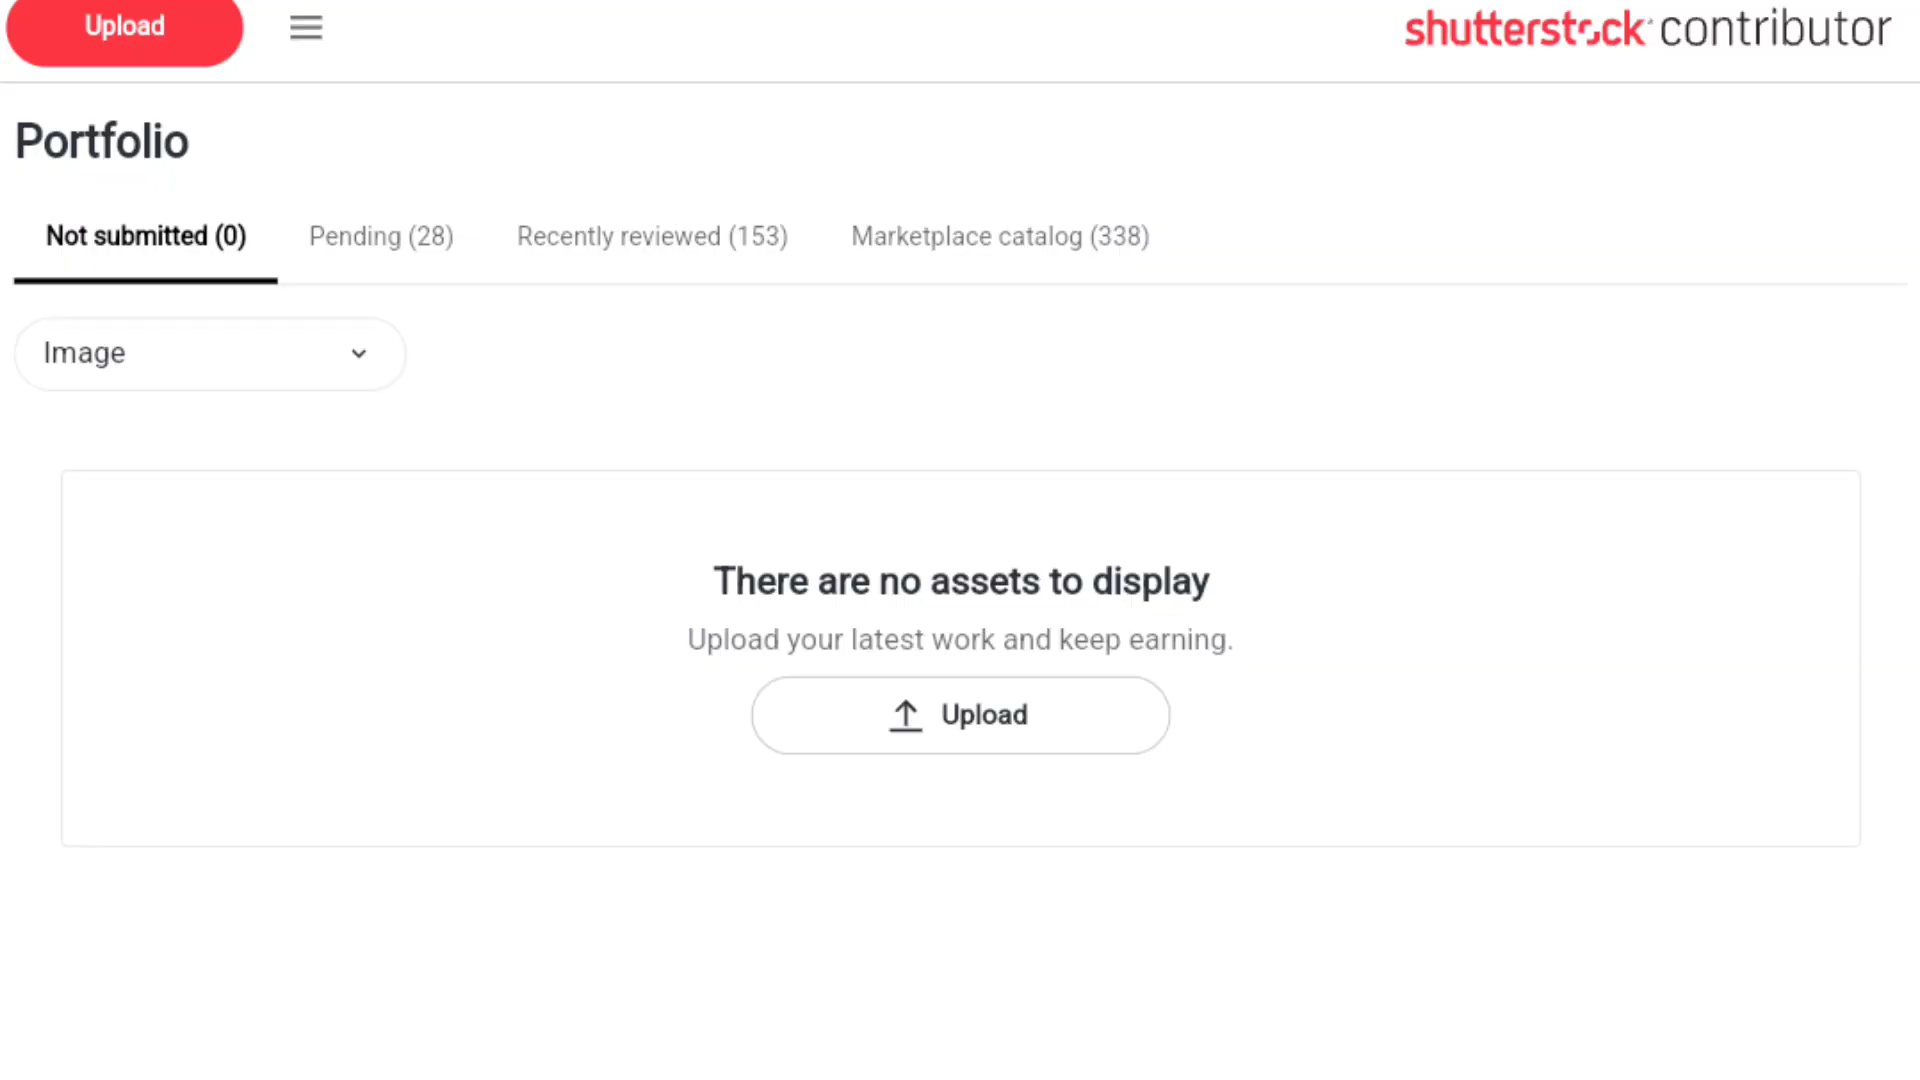 Upload
shutterstock contributor
Portfolio
Not submitted (0) Pending (28) Recently reviewed (153) Marketplace catalog (338)
Image
There are no assets to display
Upload your latest work and keep earning.
Upload